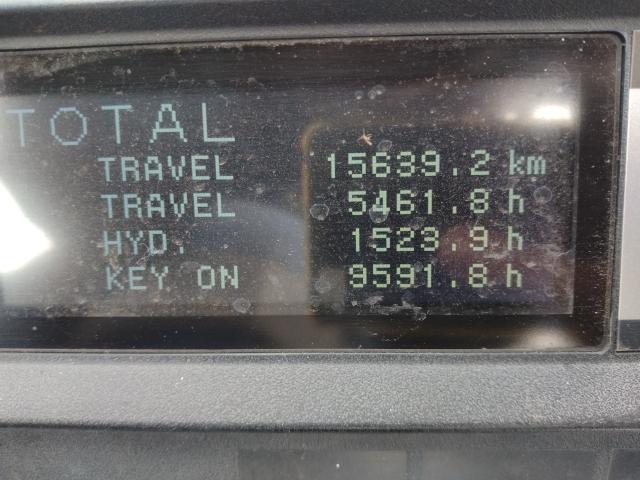 TOTAL
TRAVEL 15639.2 km
TRAVEL 5461.8 h
HYD. 1523.9 h
KEY ON 9591.8 h